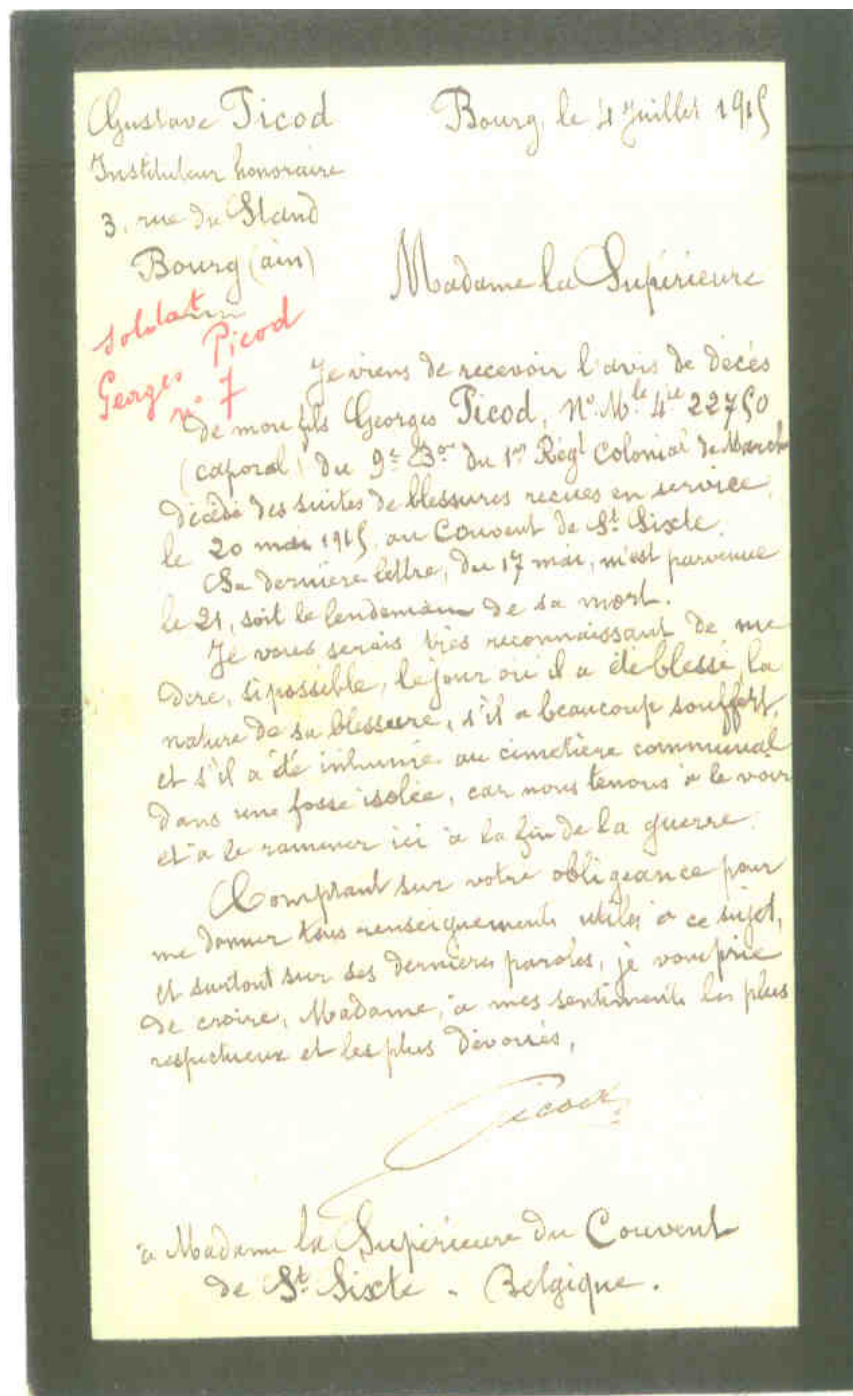 Gustave Picod
Bourg, le 4 Juillet 1915
Instituteur honoraire
3, rue du Stand
Bourg (ain)
Madame la Supérieure
soldat
Georges Picod
n° 7
Je viens de recevoir l'avis de décès
de mon fils Georges Picod, N° Mle 4ie 22750
(caporal) du 9e Bon du 1er Régt Colonial de March
décédé des suites de blessures reçues en service,
le 20 mai 1915, au Couvent de St Sixte.
Sa dernière lettre, du 17 mai, m'est parvenue
le 21, soit le lendemain de sa mort.
Je vous serais très reconnaissant de me
dire, si possible, le jour où il a été blessé, la
nature de sa blessure, s'il a beaucoup souffert,
et s'il a été inhumé au cimetière communal
dans une fosse isolée, car nous tenons à le voir
et à le ramener ici à la fin de la guerre.
Comptant sur votre obligeance pour
me donner tous renseignements utiles à ce sujet,
et surtout sur ses dernières paroles, je vous prie
de croire, Madame, à mes sentiments les plus
respectueux et les plus dévoués,
Picod
à Madame la Supérieure du Couvent
de St Sixte - Belgique.